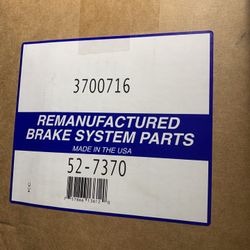 3700716
REMANUFACTURED
BRAKE SYSTEM PARTS
MADE IN THE USA
52-7370